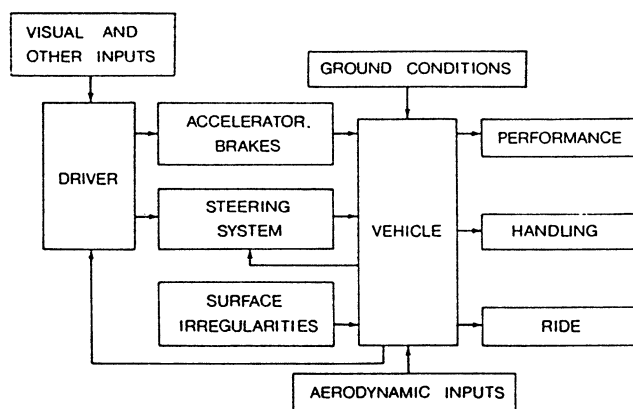 VISUAL AND
OTHER INPUTS
GROUND CONDITIONS
DRIVER
ACCELERATOR.
BRAKES
VEHICLE
PERFORMANCE
STEERING
SYSTEM
HANDLING
SURFACE
IRREGULARITIES
RIDE
AERODYNAMIC INPUTS